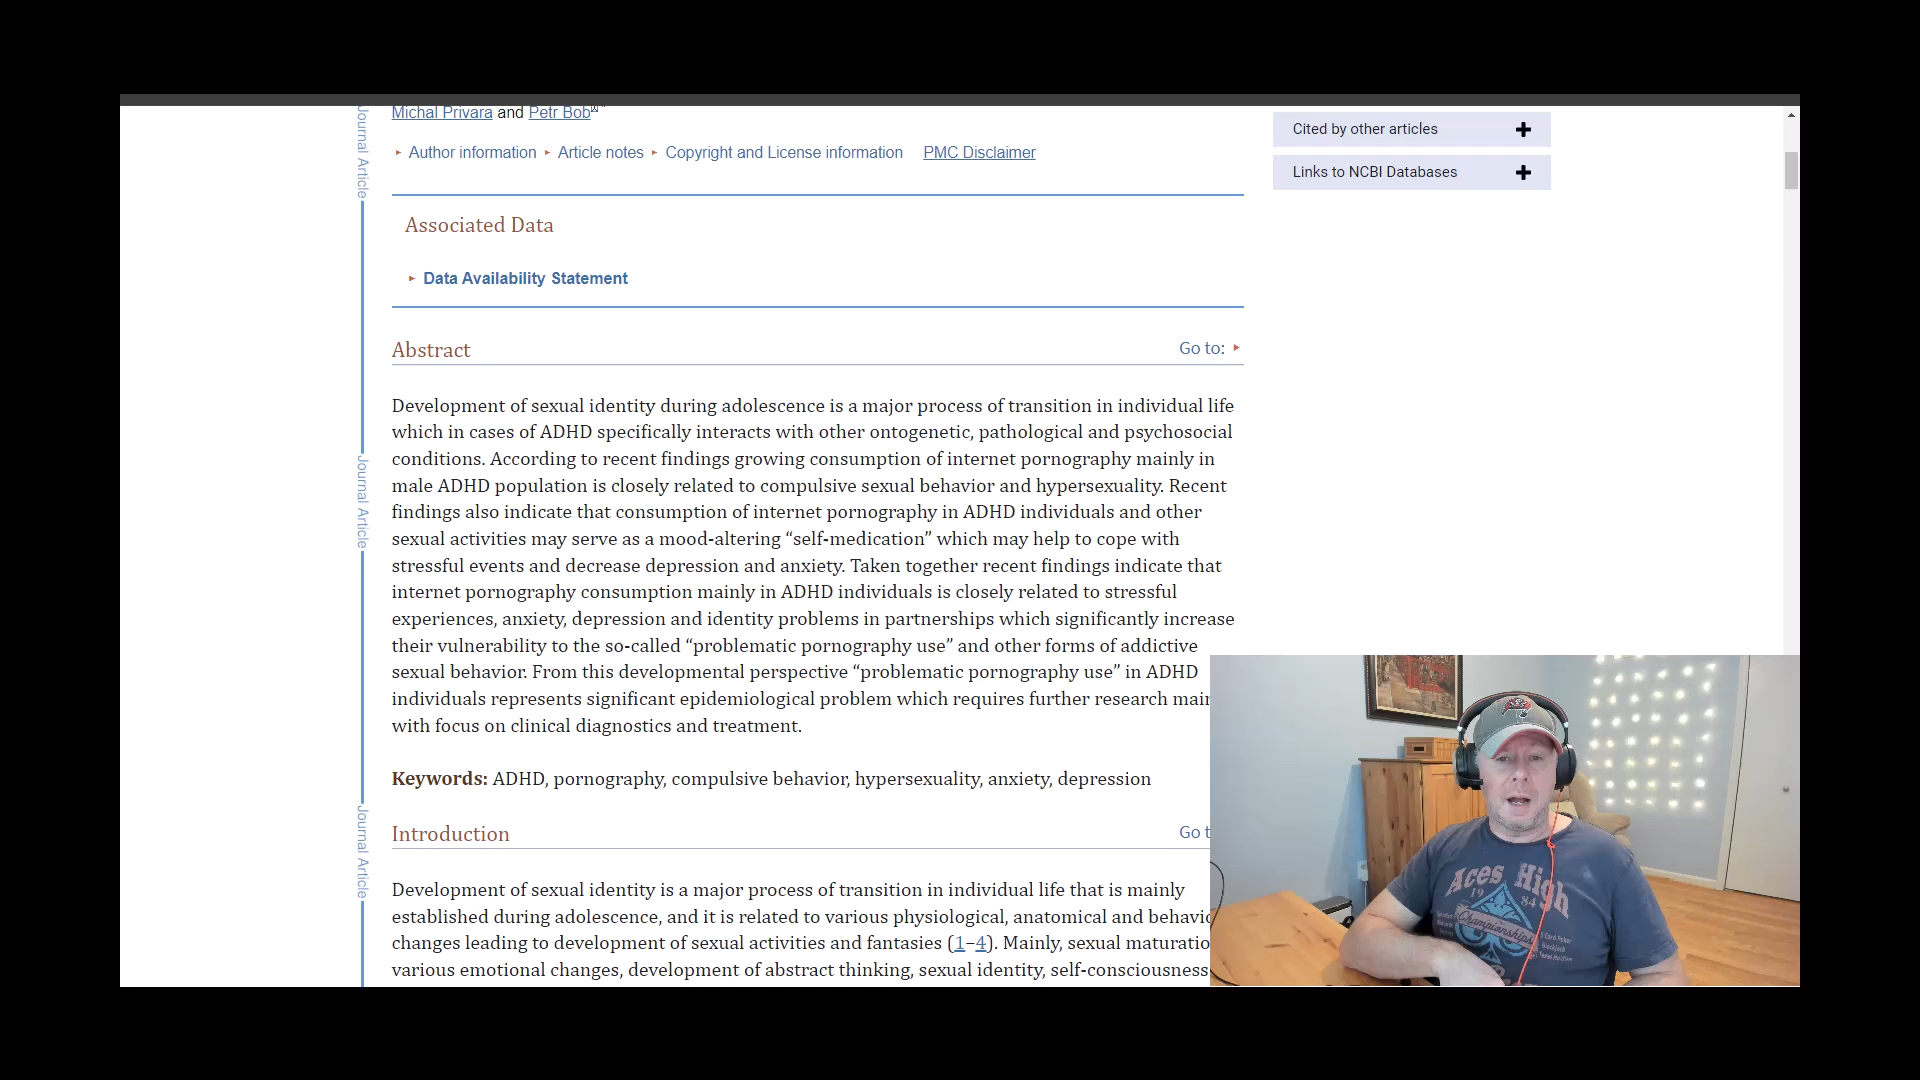 Michal Privara and Petr Bob
Author information Article notes Copyright and License information PMC Disclaimer
Cited by other articles
Links to NCBI Databases
Journal Article
Associated Data
Data Availability Statement
Abstract
Go to:
Development of sexual identity during adolescence is a major process of transition in individual life
which in cases of ADHD specifically interacts with other ontogenetic, pathological and psychosocial
conditions. According to recent findings growing consumption of internet pornography mainly in
male ADHD population is closely related to compulsive sexual behavior and hypersexuality. Recent
findings also indicate that consumption of internet pornography in ADHD individuals and other
sexual activities may serve as a mood-altering “self-medication” which may help to cope with
stressful events and decrease depression and anxiety. Taken together recent findings indicate that
internet pornography consumption mainly in ADHD individuals is closely related to stressful
experiences, anxiety, depression and identity problems in partnerships which significantly increase
their vulnerability to the so-called “problematic pornography use” and other forms of addictive
sexual behavior. From this developmental perspective “problematic pornography use” in ADHD
individuals represents significant epidemiological problem which requires further research main
with focus on clinical diagnostics and treatment.
Journal Article
Keywords: ADHD, pornography, compulsive behavior, hypersexuality, anxiety, depression
Introduction
Go t
Journal Article
Development of sexual identity is a major process of transition in individual life that is mainly
established during adolescence, and it is related to various physiological, anatomical and behavio
changes leading to development of sexual activities and fantasies (1–4). Mainly, sexual maturatio
various emotional changes, development of abstract thinking, sexual identity, self-consciousness
Aces High
19 84
Championships